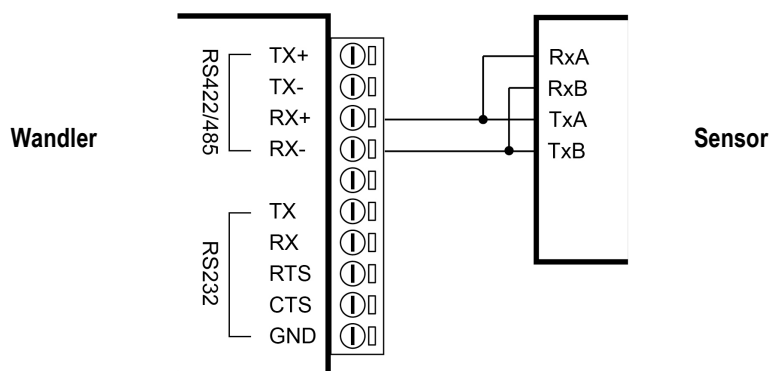 Wandler
RS422/485
TX+
TX-
RX+
RX-
RS232
TX
RX
RTS
CTS
GND
RxA
RxB
TxA
TxB
Sensor